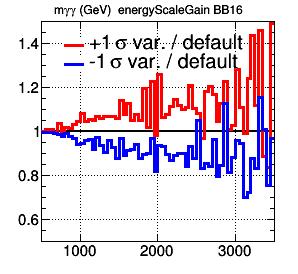 mγγ (GeV) energyScaleGain BB16
1.4
+1 σ var. / default
-1 σ var. / default
1.2
1
0.8
0.6
1000 2000 3000